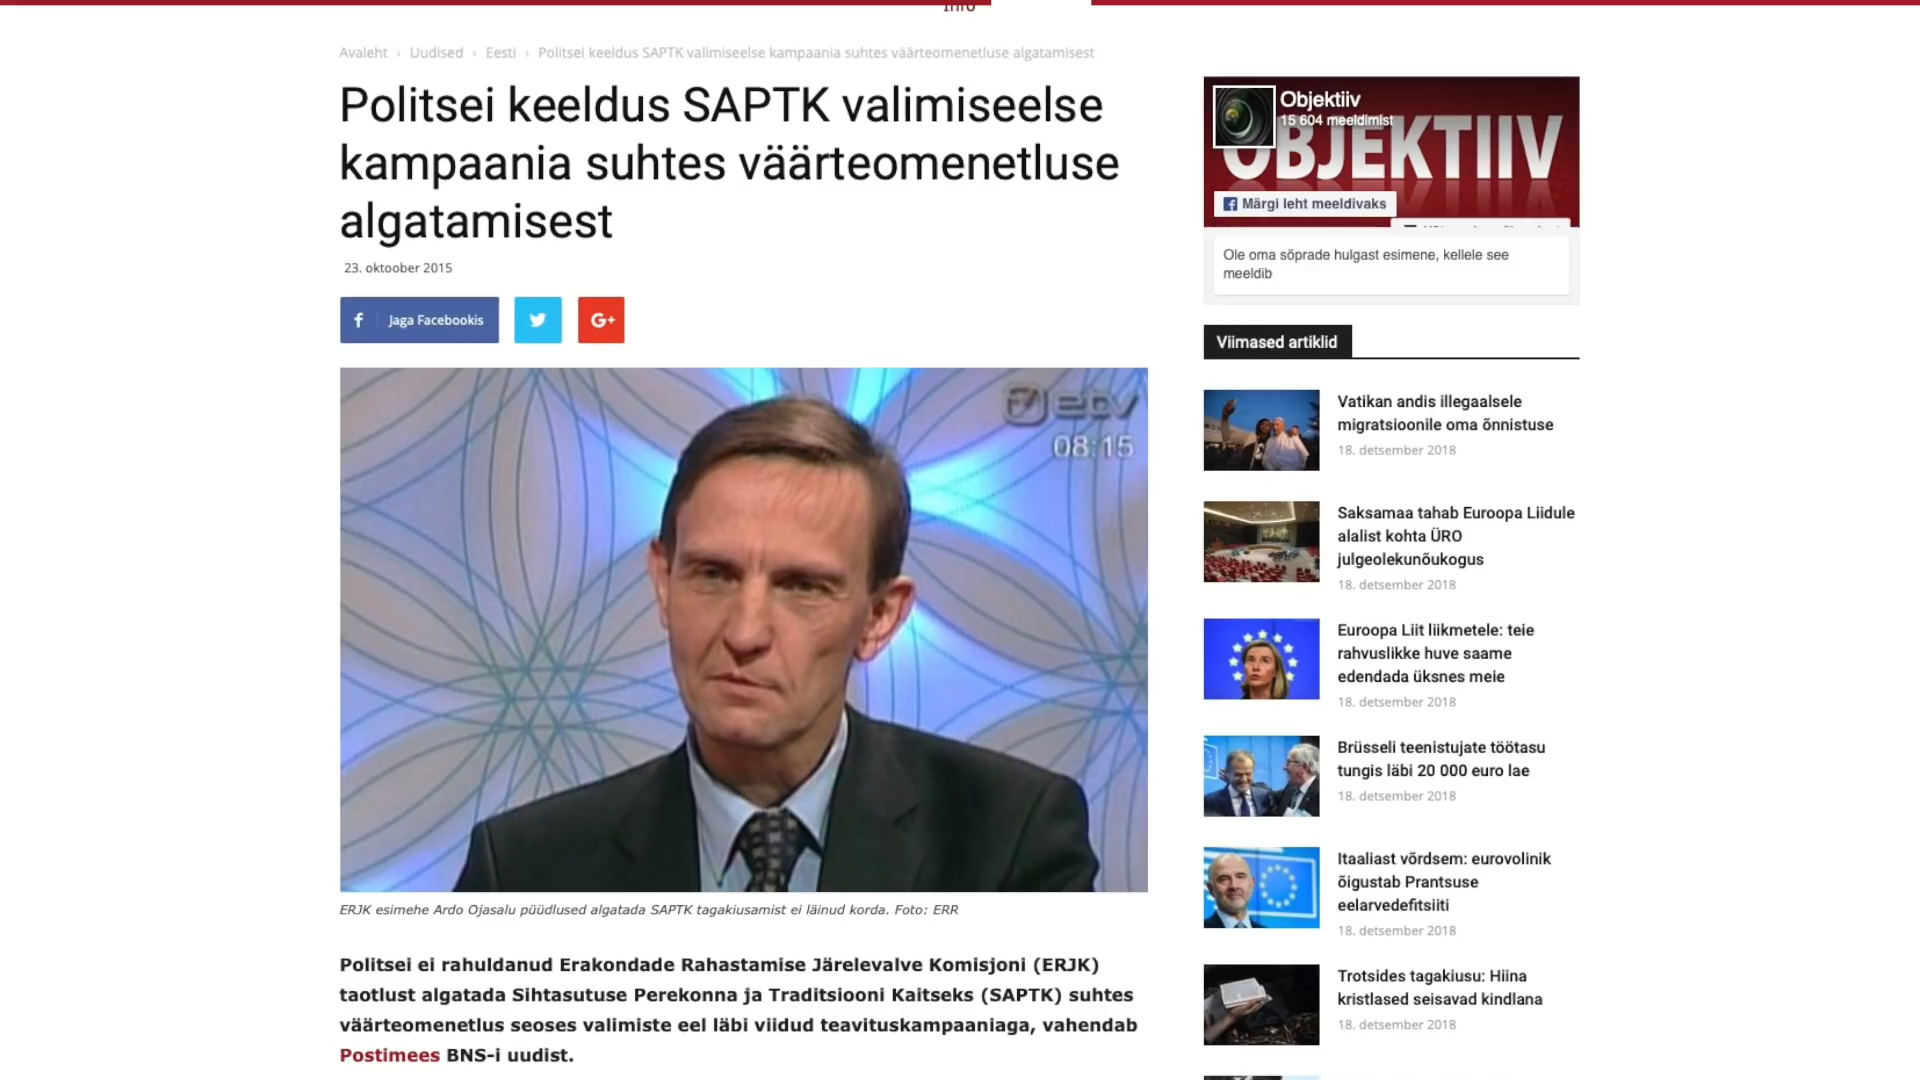 Info
Avaleht › Uudised › Eesti › Politsei keeldus SAPTK valimiseelse kampaania suhtes väärteomenetluse algatamisest
Politsei keeldus SAPTK valimiseelse
kampaania suhtes väärteomenetluse
algatamisest
23. oktoober 2015
Jaga Facebookis
G+
etv
08:15
ERJK esimehe Ardo Ojasalu püüdlused algatada SAPTK tagakiusamist ei läinud korda. Foto: ERR
Politsei ei rahuldanud Erakondade Rahastamise Järelevalve Komisjoni (ERJK)
taotlust algatada Sihtasutuse Perekonna ja Traditsiooni Kaitseks (SAPTK) suhtes
väärteomenetlus seoses valimiste eel läbi viidud teavituskampaaniaga, vahendab
Postimees BNS-i uudist.
Objektiiv
15 604 meeldimist
OBJEKTIIV
Märgi leht meeldivaks
Ole oma sõprade hulgast esimene, kellele see
meeldib
Viimased artiklid
Vatikan andis illegaalsele
migratsioonile oma õnnistuse
18. detsember 2018
Saksamaa tahab Euroopa Liidule
alalist kohta ÜRO
julgeolekunõukogus
18. detsember 2018
Euroopa Liit liikmetele: teie
rahvuslikke huve saame
edendada üksnes meie
18. detsember 2018
Brüsseli teenistujate töötasu
tungis läbi 20 000 euro lae
18. detsember 2018
Itaaliast võrdsem: eurovolinik
õigustab Prantsuse
eelarvedefitsiiti
18. detsember 2018
Trotsides tagakiusu: Hiina
kristlased seisavad kindlana
18. detsember 2018